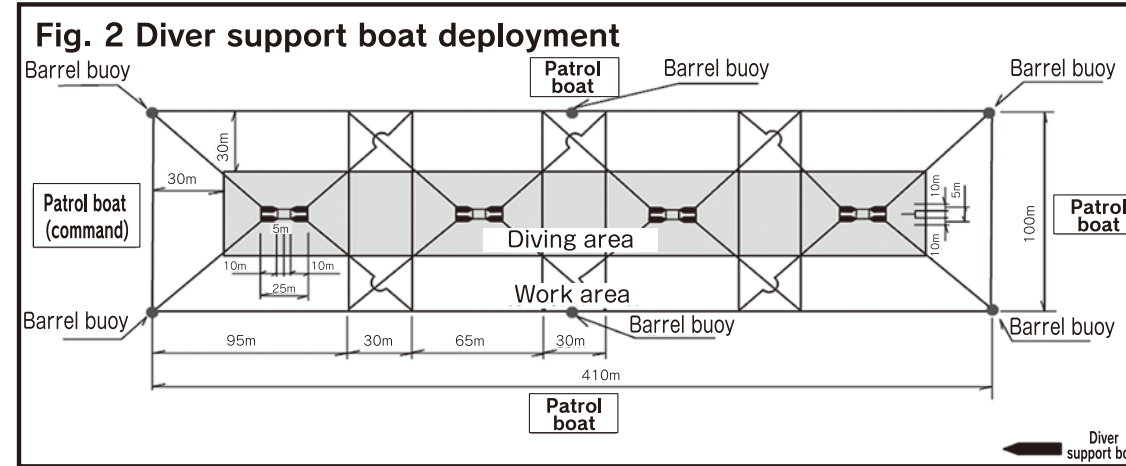 Fig. 2 Diver support boat deployment
Barrel buoy
Patrol
boat
Barrel buoy
Barrel buoy
30m
30m
Patrol boat
(command)
10m
5m
10m
100m
Patrol
boat
5m
10m
10m
25m
Diving area
Work area
Barrel buoy
Barrel buoy
Barrel buoy
95m
30m
65m
30m
410m
Patrol
boat
Diver
support